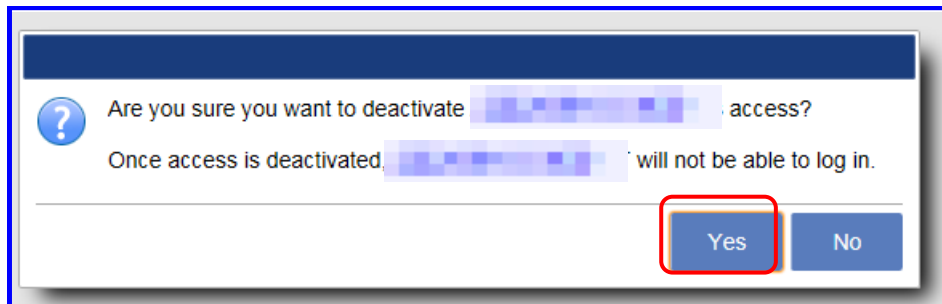 Are you sure you want to deactivate access?
Once access is deactivated, will not be able to log in.
Yes No